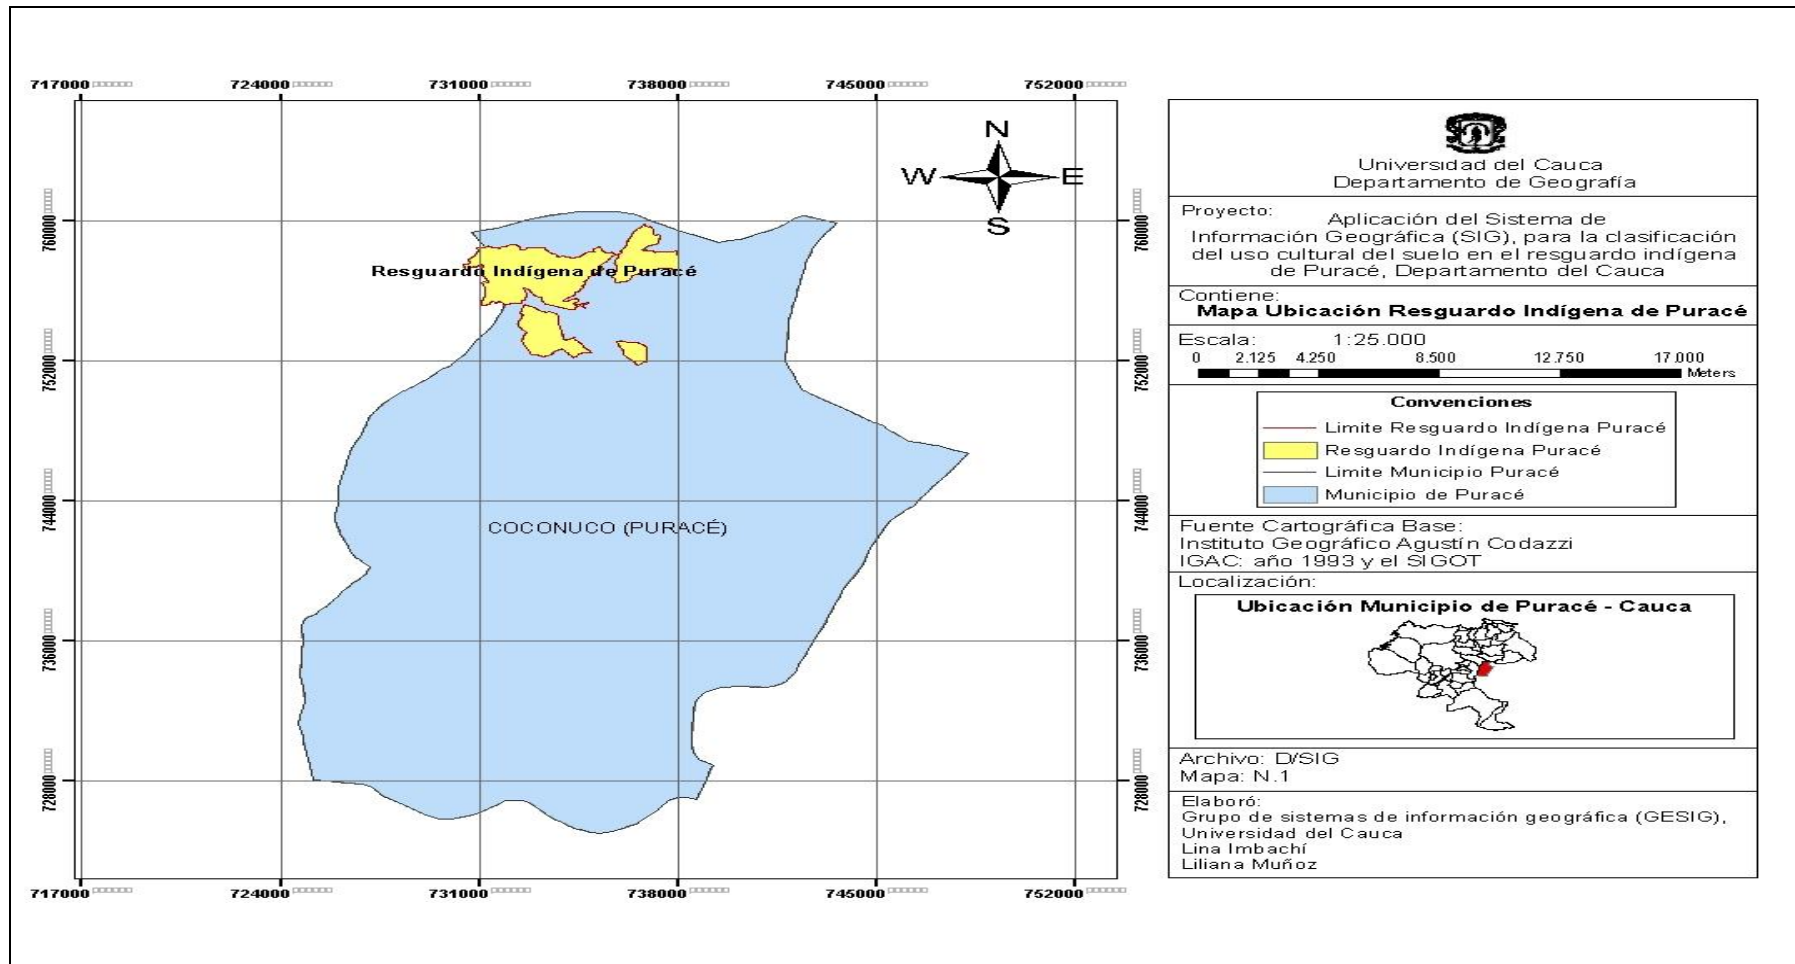 717000 724000 731000 738000 745000 752000
N
W E
S
760000 760000
752000 752000
744000 744000
736000 736000
728000 728000
Resguardo Indígena de Puracé
COCONUCO (PURACÉ)
717000 724000 731000 738000 745000 752000
Universidad del Cauca
Departamento de Geografía
Proyecto: Aplicación del Sistema de
Información Geográfica (SIG), para la clasificación
del uso cultural del suelo en el resguardo indígena
de Puracé, Departamento del Cauca
Contiene:
Mapa Ubicación Resguardo Indígena de Puracé
Escala: 1:25.000
0 2.125 4.250 8.500 12.750 17.000
Meters
Convenciones
Limite Resguardo Indígena Puracé
Resguardo Indígena Puracé
Limite Municipio Puracé
Municipio de Puracé
Fuente Cartográfica Base:
Instituto Geográfico Agustín Codazzi
IGAC: año 1993 y el SIGOT
Localización:
Ubicación Municipio de Puracé - Cauca
Archivo: D/SIG
Mapa: N.1
Elaboró:
Grupo de sistemas de información geográfica (GESIG),
Universidad del Cauca
Lina Imbachí
Liliana Muñoz